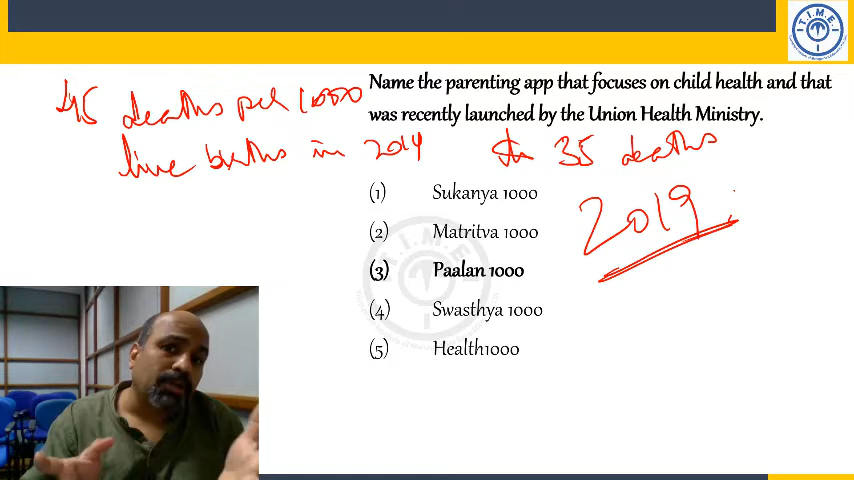 T.I.M.E.
Name the parenting app that focuses on child health and that
was recently launched by the Union Health Ministry.
45 deaths per 1000
live births in 2014
35 deaths
2019
(1) Sukanya 1000
(2) Matritva 1000
(3) Paalan 1000
(4) Swasthya 1000
(5) Health1000